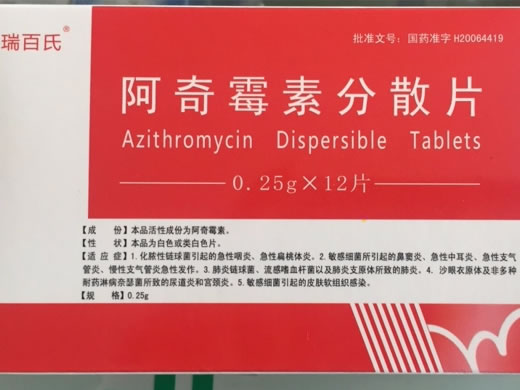 瑞百氏®
批准文号：国药准字H20064419
阿奇霉素分散片
Azithromycin Dispersible Tablets
0.25g×12片
【成　份】本品活性成份为阿奇霉素。
【性　状】本品为白色或类白色片。
【适 应 症】1.化脓性链球菌引起的急性咽炎、急性扁桃体炎。2.敏感细菌所引起的鼻窦炎、急性中耳炎、急性支气
管炎、慢性支气管炎急性发作。3.肺炎链球菌、流感嗜血杆菌以及肺炎支原体所致的肺炎。4. 沙眼衣原体及非多种
耐药淋病奈瑟菌所致的尿道炎和宫颈炎。5.敏感细菌引起的皮肤软组织感染。
【规　格】0.25g